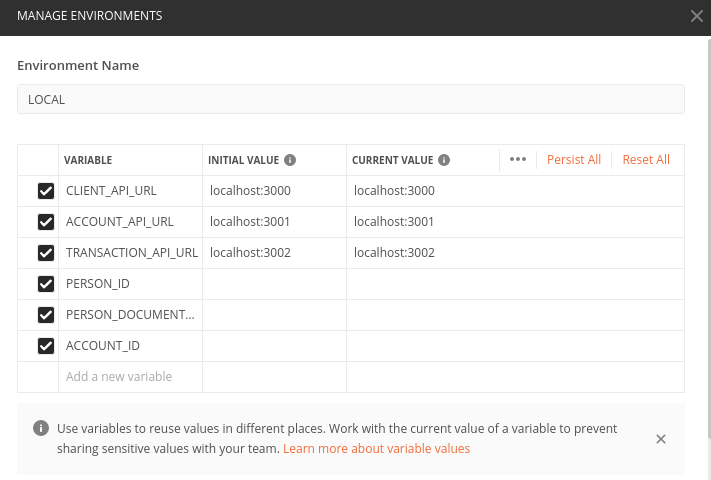 MANAGE ENVIRONMENTS
Environment Name
LOCAL
VARIABLE INITIAL VALUE CURRENT VALUE ••• Persist All Reset All
CLIENT_API_URL localhost:3000 localhost:3000
ACCOUNT_API_URL localhost:3001 localhost:3001
TRANSACTION_API_URL localhost:3002 localhost:3002
PERSON_ID
PERSON_DOCUMENT...
ACCOUNT_ID
Add a new variable
Use variables to reuse values in different places. Work with the current value of a variable to prevent
sharing sensitive values with your team. Learn more about variable values